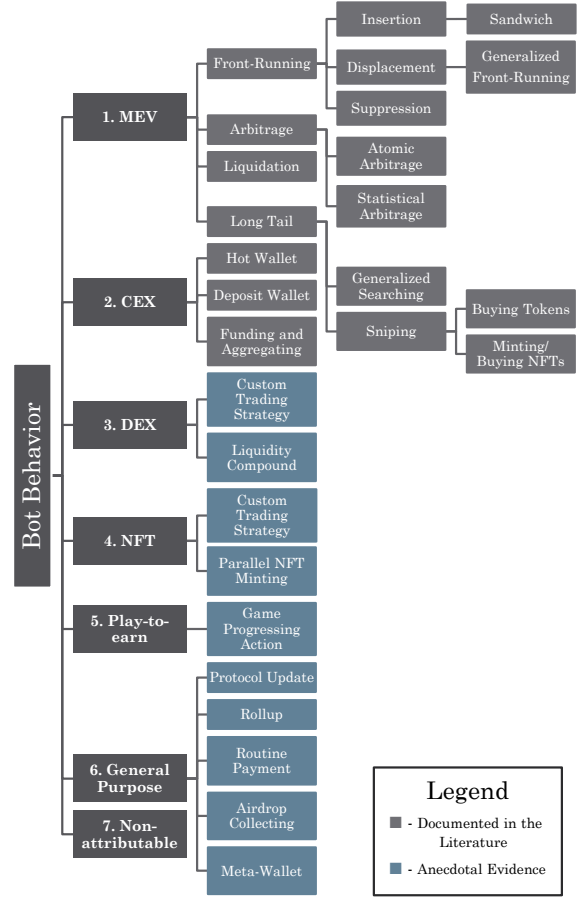 Bot Behavior
1. MEV
Front-Running
Insertion
Sandwich
Displacement
Generalized
Front-Running
Suppression
Arbitrage
Atomic
Arbitrage
Statistical
Arbitrage
Liquidation
Long Tail
Generalized
Searching
Sniping
Buying Tokens
Minting/
Buying NFTs
2. CEX
Hot Wallet
Deposit Wallet
Funding and
Aggregating
3. DEX
Custom
Trading
Strategy
Liquidity
Compound
4. NFT
Custom
Trading
Strategy
Parallel NFT
Minting
5. Play-to-
earn
Game
Progressing
Action
6. General
Purpose
Protocol Update
Rollup
Routine
Payment
Airdrop
Collecting
Meta-Wallet
7. Non-
attributable
Legend
- Documented in the
Literature
- Anecdotal Evidence